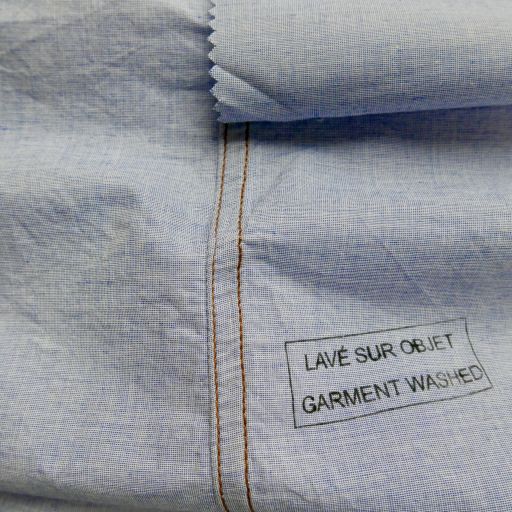 LAVÉ SUR OBJET
GARMENT WASHED